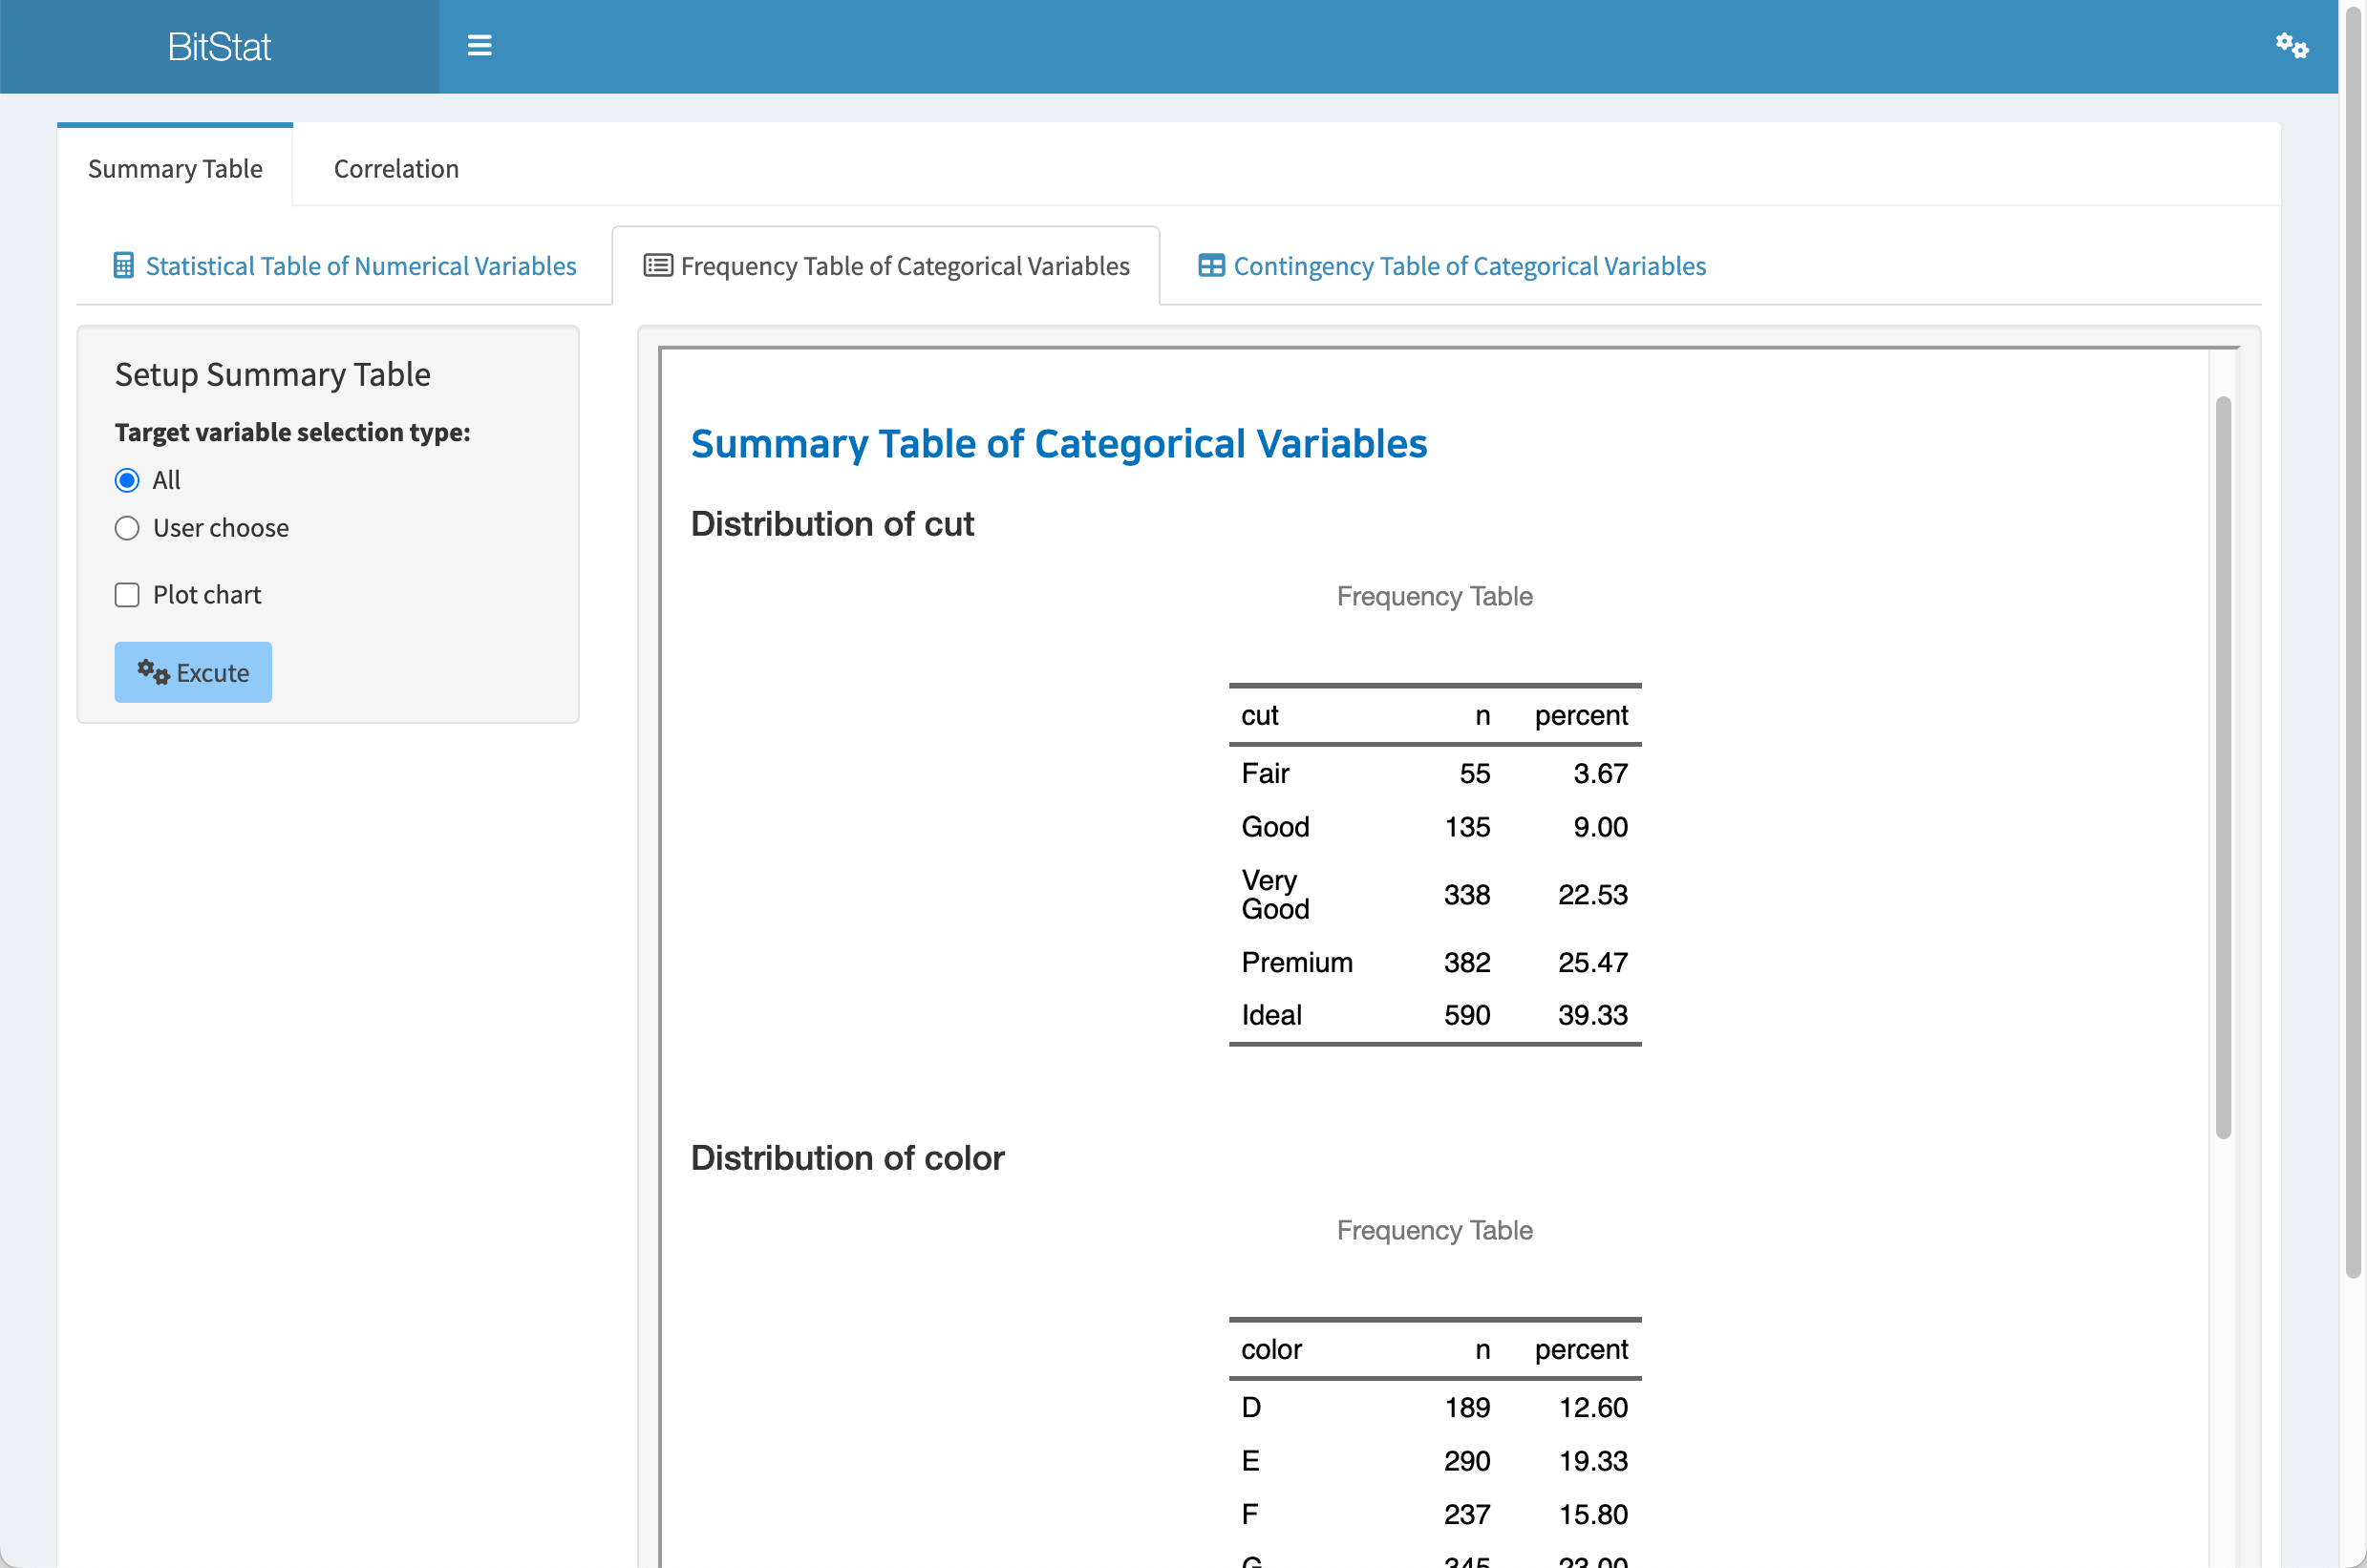 BitStat
Summary Table
Correlation
Statistical Table of Numerical Variables
Frequency Table of Categorical Variables
Contingency Table of Categorical Variables
Setup Summary Table
Target variable selection type:
All
User choose
Plot chart
Excute
Summary Table of Categorical Variables
Distribution of cut
Frequency Table
cut n percent
Fair 55 3.67
Good 135 9.00
Very
Good 338 22.53
Premium 382 25.47
Ideal 590 39.33
Distribution of color
Frequency Table
color n percent
D 189 12.60
E 290 19.33
F 237 15.80
G 345 23.00